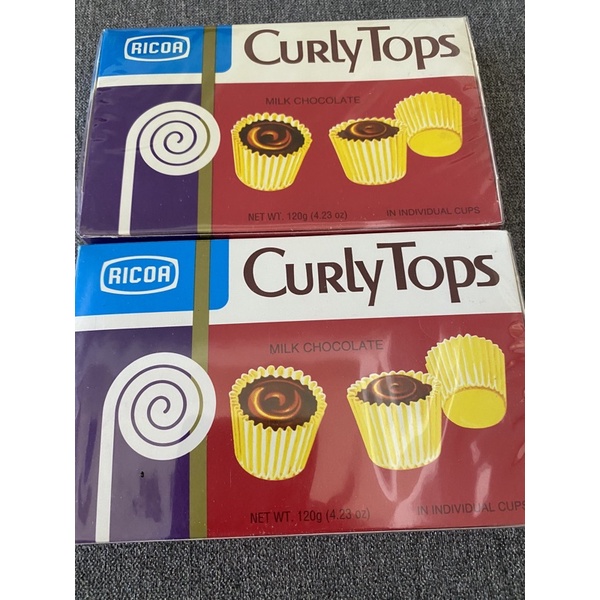 RICOA
CURLY TOPS
MILK CHOCOLATE
NET WT. 120g (4.23 oz)
IN INDIVIDUAL CUPS
RICOA
CURLY TOPS
MILK CHOCOLATE
NET WT. 120g (4.23 oz)
IN INDIVIDUAL CUPS